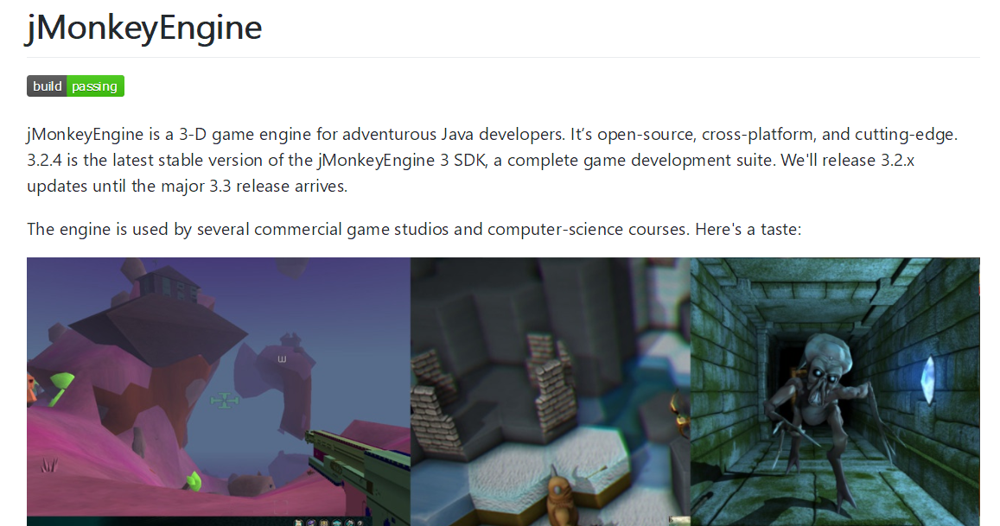 jMonkeyEngine
build passing
jMonkeyEngine is a 3-D game engine for adventurous Java developers. It’s open-source, cross-platform, and cutting-edge.
3.2.4 is the latest stable version of the jMonkeyEngine 3 SDK, a complete game development suite. We'll release 3.2.x
updates until the major 3.3 release arrives.
The engine is used by several commercial game studios and computer-science courses. Here's a taste: